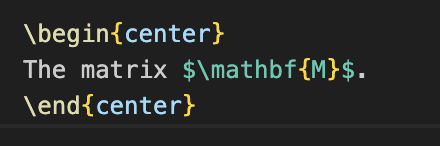 \begin{center}
The matrix $\mathbf{M}$.
\end{center}